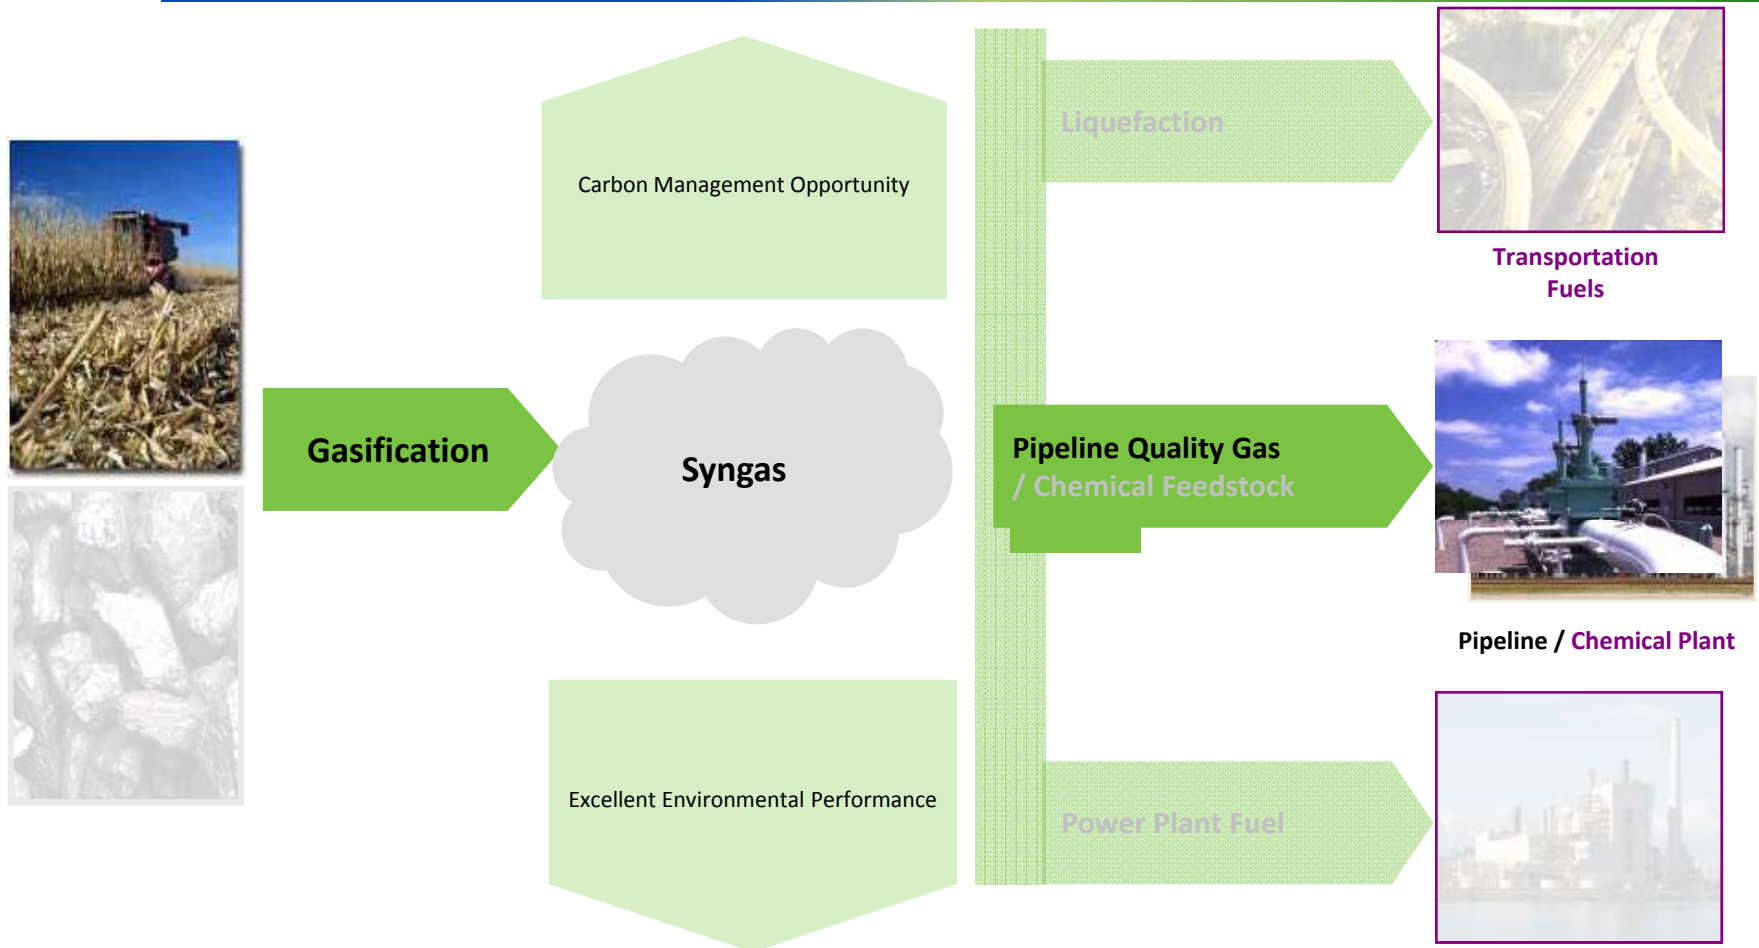 Carbon Management Opportunity
Liquefaction
Transportation
Fuels
Gasification
Syngas
Pipeline Quality Gas
/ Chemical Feedstock
Pipeline / Chemical Plant
Excellent Environmental Performance
Power Plant Fuel